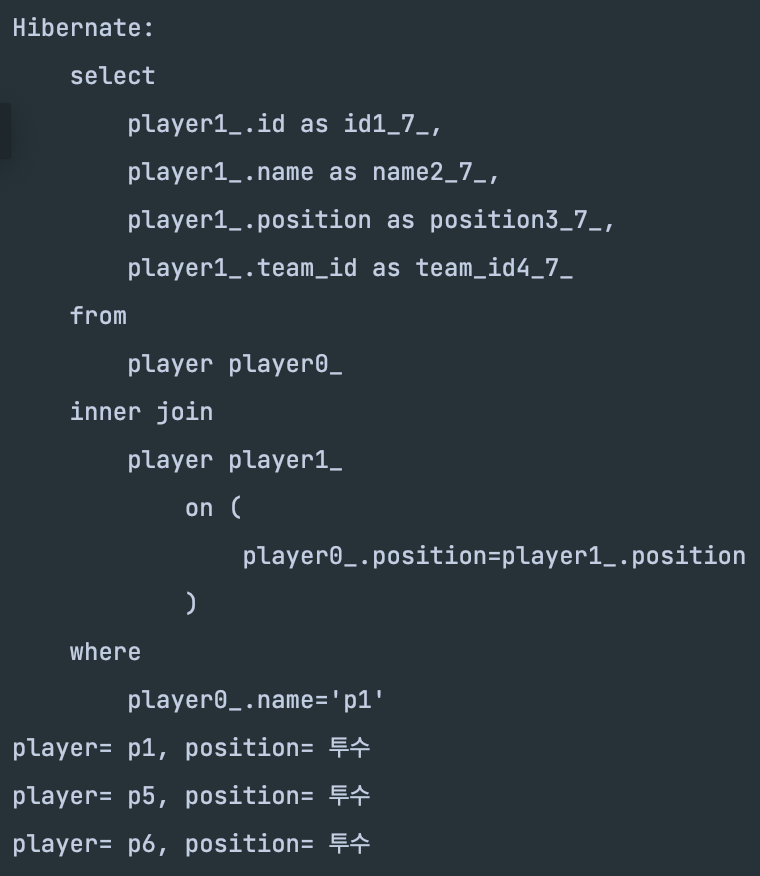 Hibernate:
    select
        player1_.id as id1_7_,
        player1_.name as name2_7_,
        player1_.position as position3_7_,
        player1_.team_id as team_id4_7_
    from
        player player0_
    inner join
        player player1_
            on (
                player0_.position=player1_.position
            )
    where
        player0_.name='p1'
player= p1, position= 투수
player= p5, position= 투수
player= p6, position= 투수